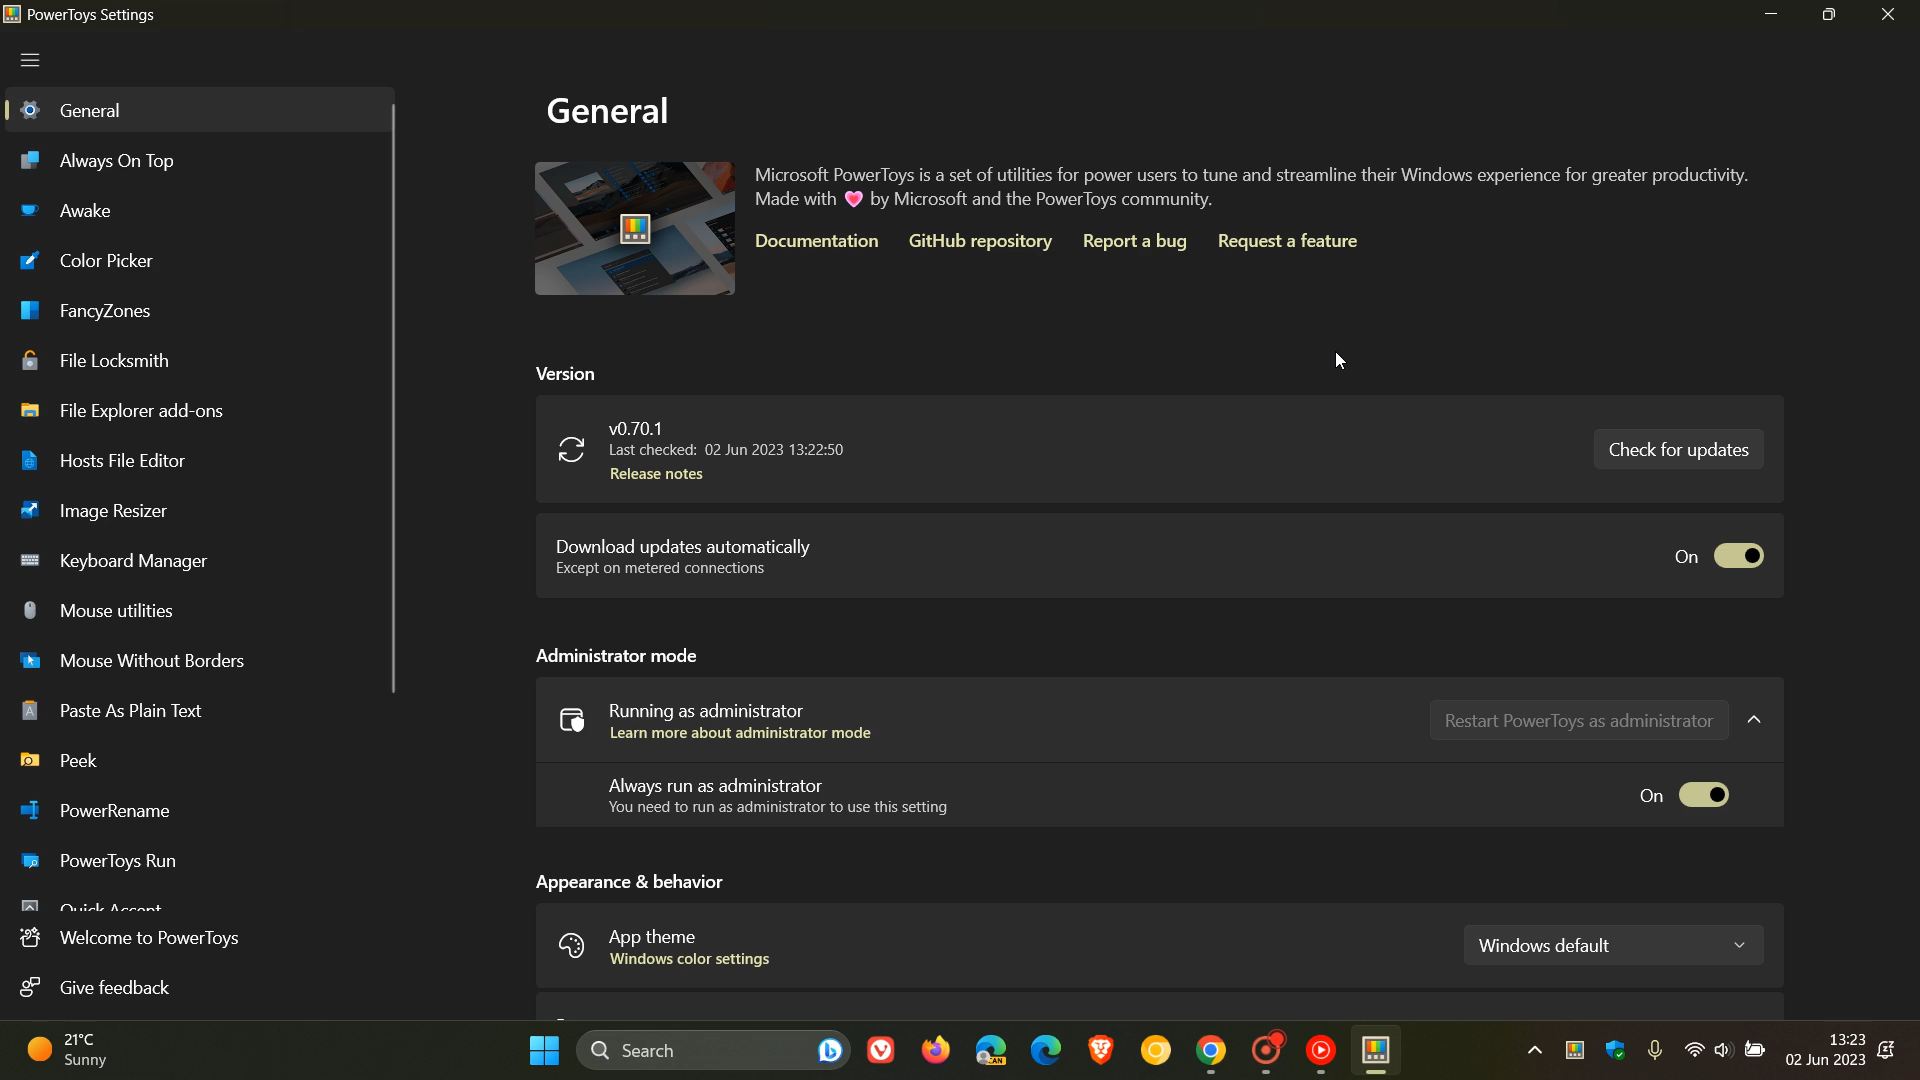 PowerToys Settings
General
Always On Top
Awake
Color Picker
FancyZones
File Locksmith
File Explorer add-ons
Hosts File Editor
Image Resizer
Keyboard Manager
Mouse utilities
Mouse Without Borders
Paste As Plain Text
Peek
PowerRename
PowerToys Run
Quick Accent
Welcome to PowerToys
Give feedback
General
Microsoft PowerToys is a set of utilities for power users to tune and streamline their Windows experience for greater productivity.
Made with 💗 by Microsoft and the PowerToys community.
Documentation GitHub repository Report a bug Request a feature
Version
v0.70.1
Last checked: 02 Jun 2023 13:22:50
Release notes
Check for updates
Download updates automatically
Except on metered connections
On
Administrator mode
Running as administrator
Learn more about administrator mode
Restart PowerToys as administrator
Always run as administrator
You need to run as administrator to use this setting
On
Appearance & behavior
App theme
Windows color settings
Windows default
21°C
Sunny
Search
CAN
13:23
02 Jun 2023